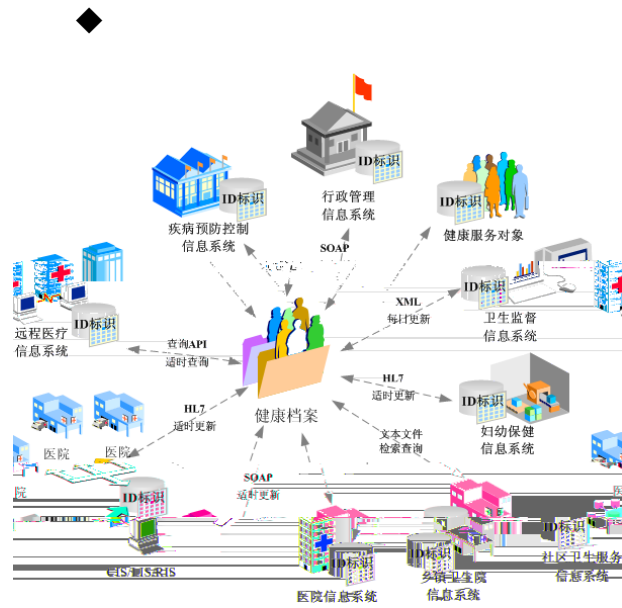 ID标识
行政管理
信息系统
ID标识
疾病预防控制
信息系统
ID标识
健康服务对象
SOAP
ID标识
卫生监督
信息系统
XML
每日更新
ID标识
远程医疗
信息系统
查询API
适时查询
HL7
适时更新
ID标识
妇幼保健
信息系统
健康档案
HL7
适时更新
医院
医院
文本文件
检索查询
SOAP
适时更新
院
ID标识
CIS/LIS/RIS
ID标识
医院信息系统
ID标识
乡镇卫生院
信息系统
ID标识
社区卫生服务
信息系统